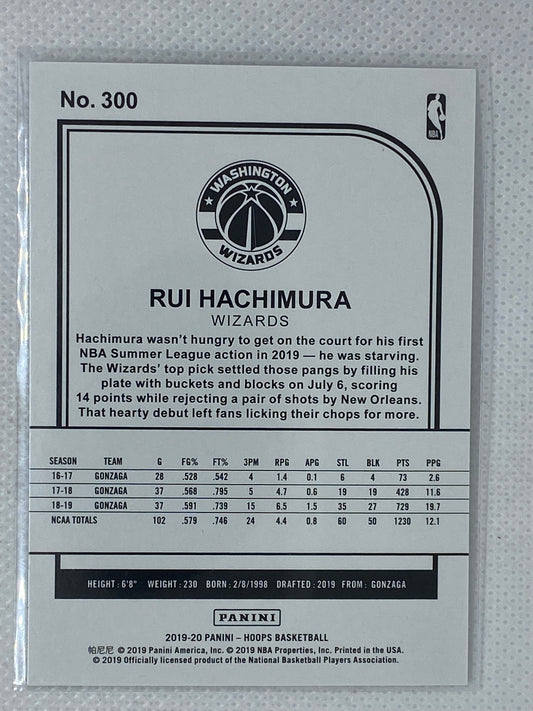 No. 300
NBA
WASHINGTON
WIZARDS
RUI HACHIMURA
WIZARDS
Hachimura wasn't hungry to get on the court for his first
NBA Summer League action in 2019 — he was starving.
The Wizards' top pick settled those pangs by filling his
plate with buckets and blocks on July 6, scoring
14 points while rejecting a pair of shots by New Orleans.
That hearty debut left fans licking their chops for more.
SEASON TEAM G FG% FT% 3PM RPG APG STL BLK PTS PPG
16-17 GONZAGA 28 .528 .542 4 1.4 0.1 6 4 73 2.6
17-18 GONZAGA 37 .568 .795 5 4.7 0.6 19 19 428 11.6
18-19 GONZAGA 37 .591 .739 15 6.5 1.5 35 27 729 19.7
NCAA TOTALS 102 .579 .746 24 4.4 0.8 60 50 1230 12.1
HEIGHT: 6'8" WEIGHT: 230 BORN: 2/8/1998 DRAFTED: 2019 FROM: GONZAGA
PANINI
2019-20 PANINI – HOOPS BASKETBALL
帕尼尼 © 2019 Panini America, Inc. © 2019 NBA Properties, Inc. Printed in the USA.
© 2019 Officially licensed product of the National Basketball Players Association.